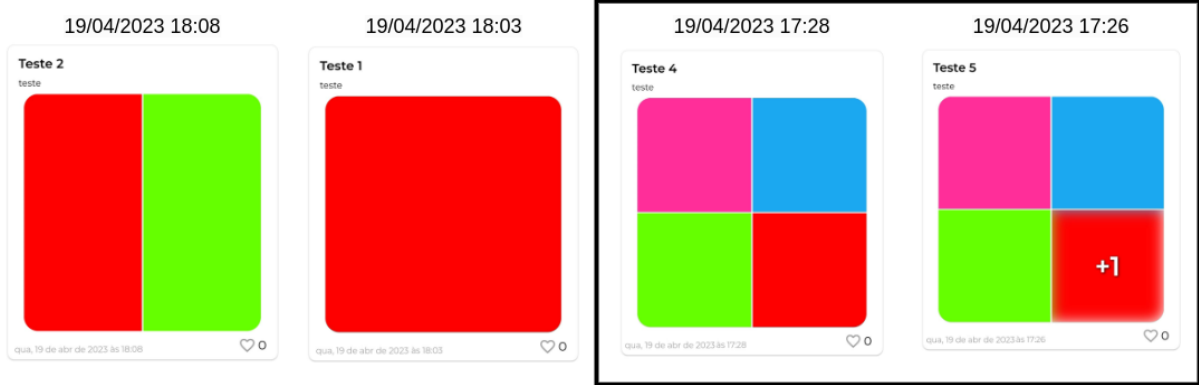 19/04/2023 18:08
Teste 2
teste
qua, 19 de abr de 2023 às 18:08
0
19/04/2023 18:03
Teste 1
teste
qua, 19 de abr de 2023 às 18:03
0
19/04/2023 17:28
Teste 4
teste
qua, 19 de abr de 2023 às 17:28
0
19/04/2023 17:26
Teste 5
teste
+1
qua, 19 de abr de 2023 às 17:26
0